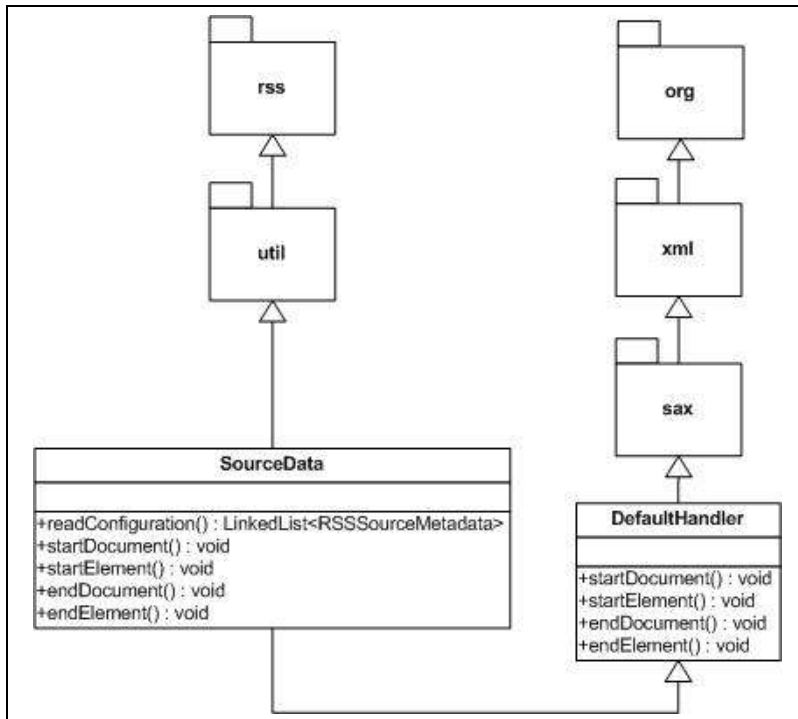 rss
org
util
xml
sax
SourceData
+readConfiguration() : LinkedList<RSSSourceMetadata>
+startDocument() : void
+startElement() : void
+endDocument() : void
+endElement() : void
DefaultHandler
+startDocument() : void
+startElement() : void
+endDocument() : void
+endElement() : void